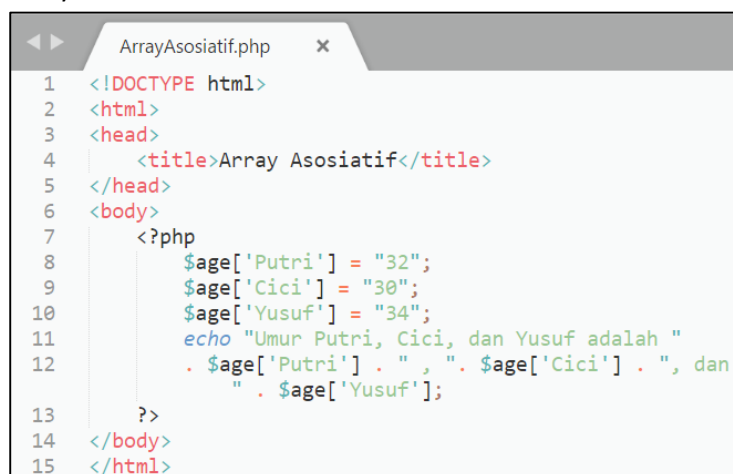 ArrayAsosiatif.php ×
1 <!DOCTYPE html>
2 <html>
3 <head>
4 <title>Array Asosiatif</title>
5 </head>
6 <body>
7 <?php
8 $age['Putri'] = "32";
9 $age['Cici'] = "30";
10 $age['Yusuf'] = "34";
11 echo "Umur Putri, Cici, dan Yusuf adalah "
12 . $age['Putri'] . " , ". $age['Cici'] . ", dan
" . $age['Yusuf'];
13 ?>
14 </body>
15 </html>